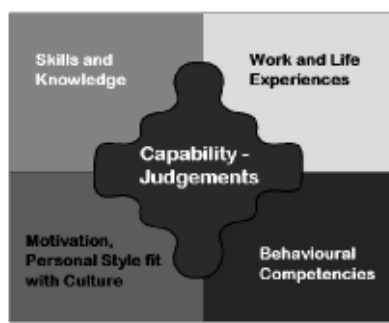 Skills and
Knowledge
Work and Life
Experiences
Capability -
Judgements
Motivation,
Personal Style fit
with Culture
Behavioural
Competencies